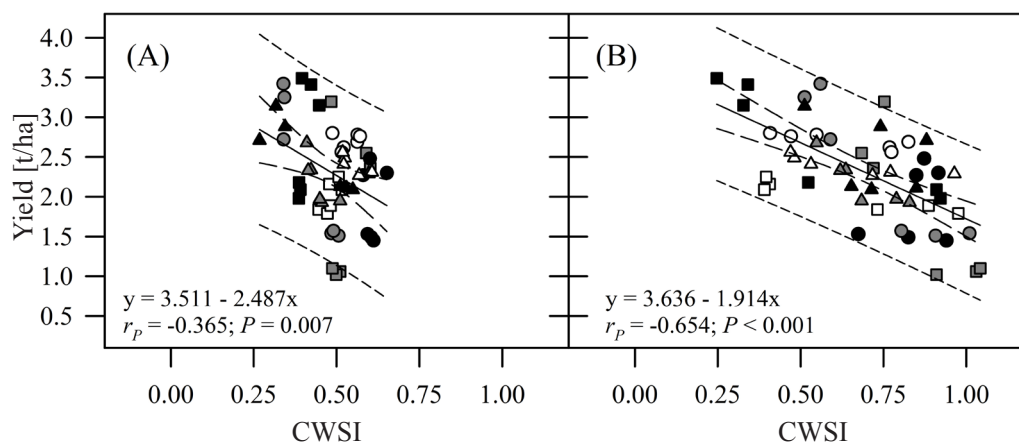 (A)
(B)
Yield [t/ha]
4.0
3.5
3.0
2.5
2.0
1.5
1.0
0.5
y = 3.511 - 2.487x
r_P = -0.365; P = 0.007
y = 3.636 - 1.914x
r_P = -0.654; P < 0.001
0.00 0.25 0.50 0.75 1.00
0.00 0.25 0.50 0.75 1.00
CWSI
CWSI